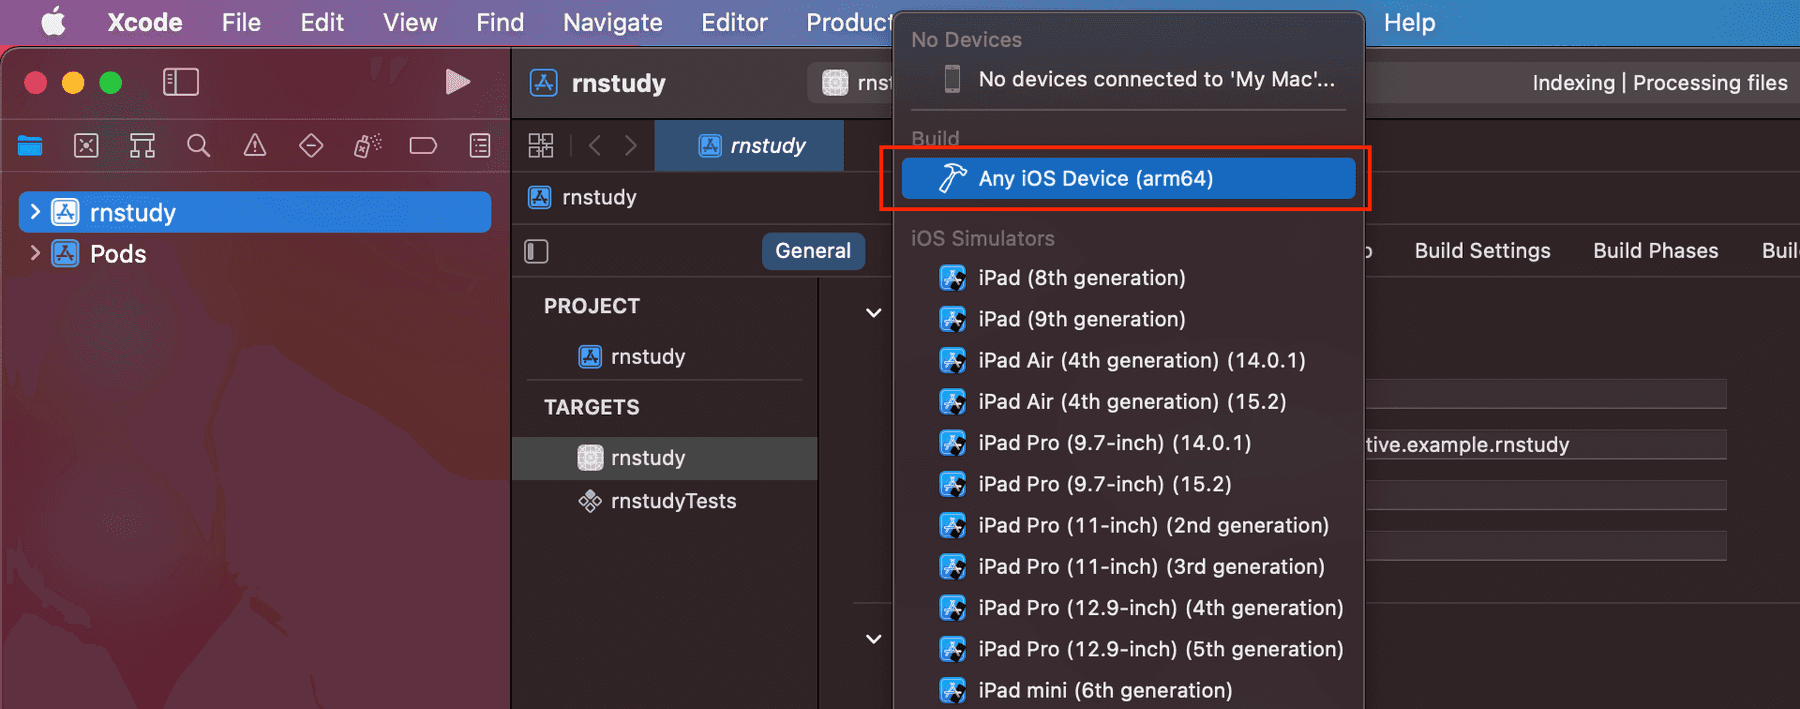 Xcode File Edit View Find Navigate Editor Product Help
No Devices
No devices connected to 'My Mac'...
rnstudy
Indexing | Processing files
Build
rnstudy
Any iOS Device (arm64)
rnstudy
rnstudy
Pods
iOS Simulators
General
Build Settings
Build Phases
PROJECT
rnstudy
TARGETS
rnstudy
rnstudyTests
iPad (8th generation)
iPad (9th generation)
iPad Air (4th generation) (14.0.1)
iPad Air (4th generation) (15.2)
iPad Pro (9.7-inch) (14.0.1)
iPad Pro (9.7-inch) (15.2)
iPad Pro (11-inch) (2nd generation)
iPad Pro (11-inch) (3rd generation)
iPad Pro (12.9-inch) (4th generation)
iPad Pro (12.9-inch) (5th generation)
iPad mini (6th generation)
tive.example.rnstudy